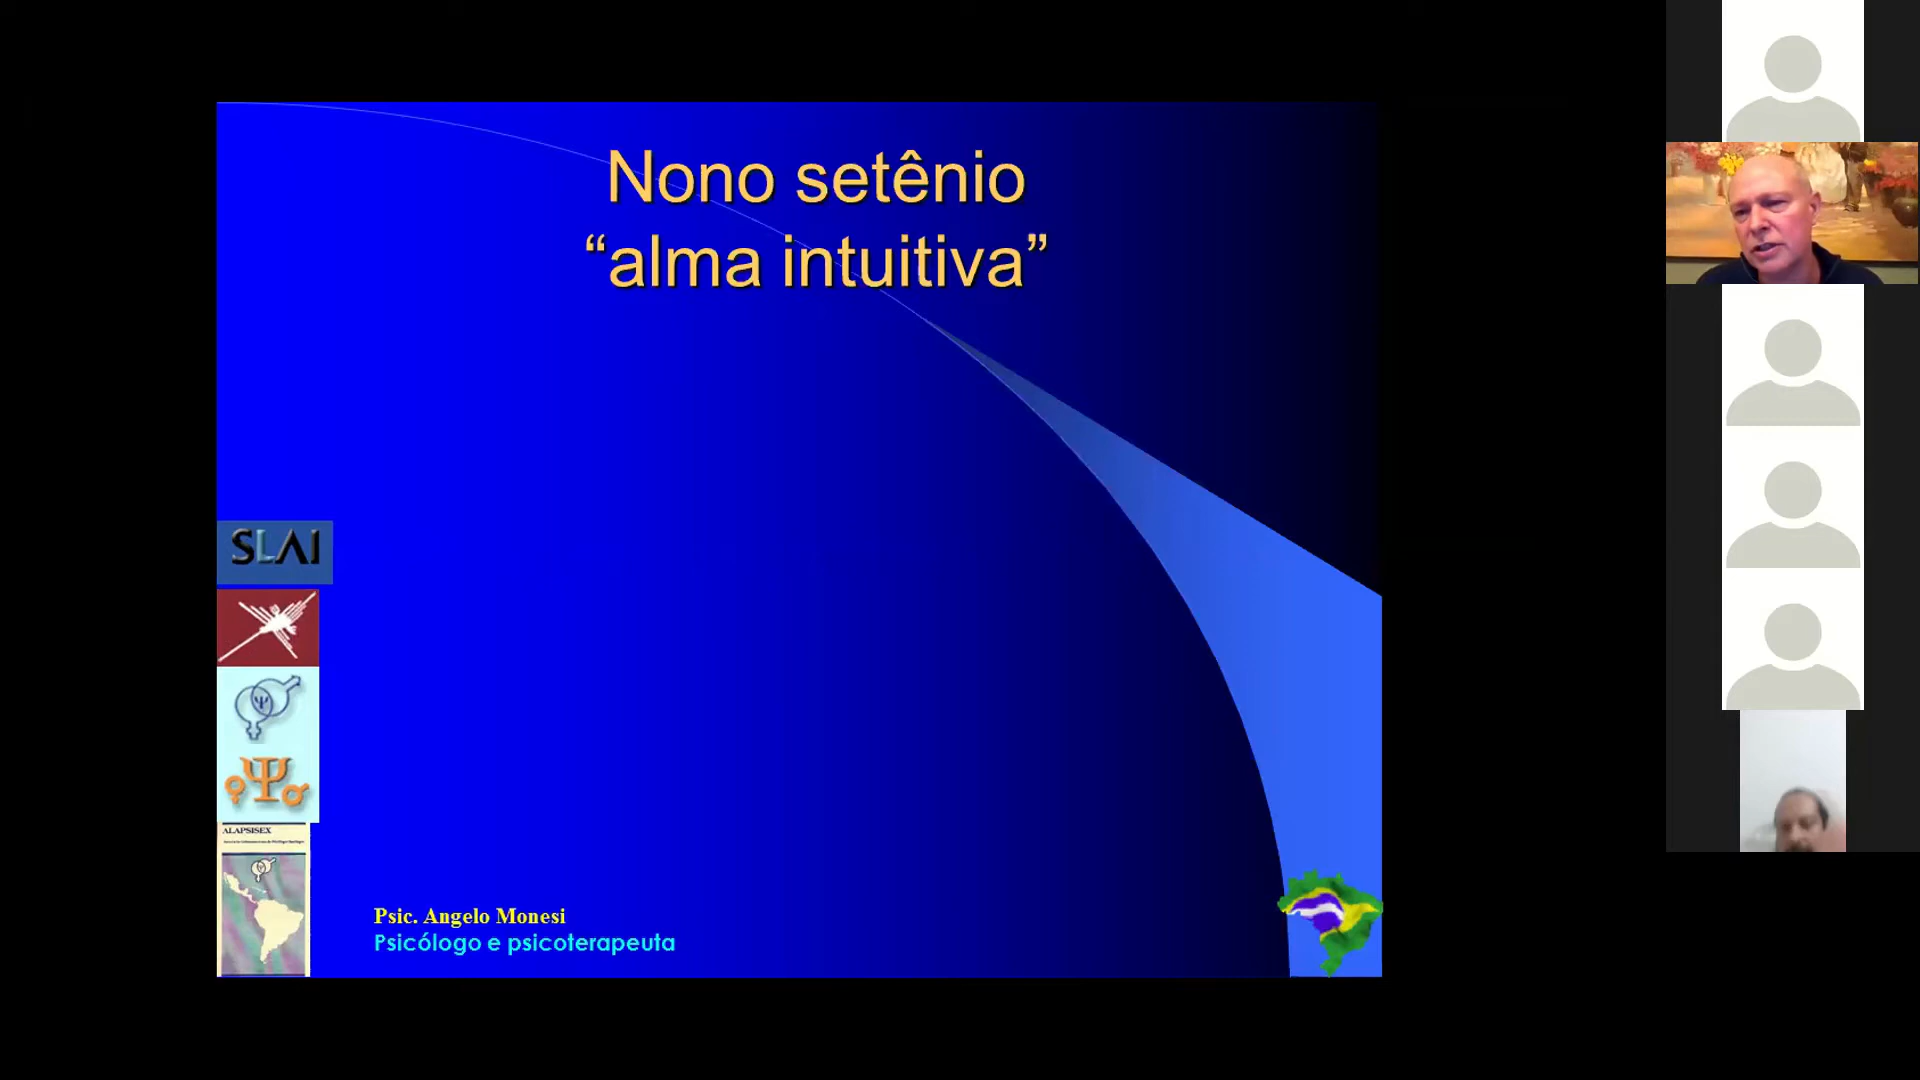 Nono setênio
“alma intuitiva”
SLAI
ALAPSISEX
Psic. Angelo Monesi
Psicólogo e psicoterapeuta